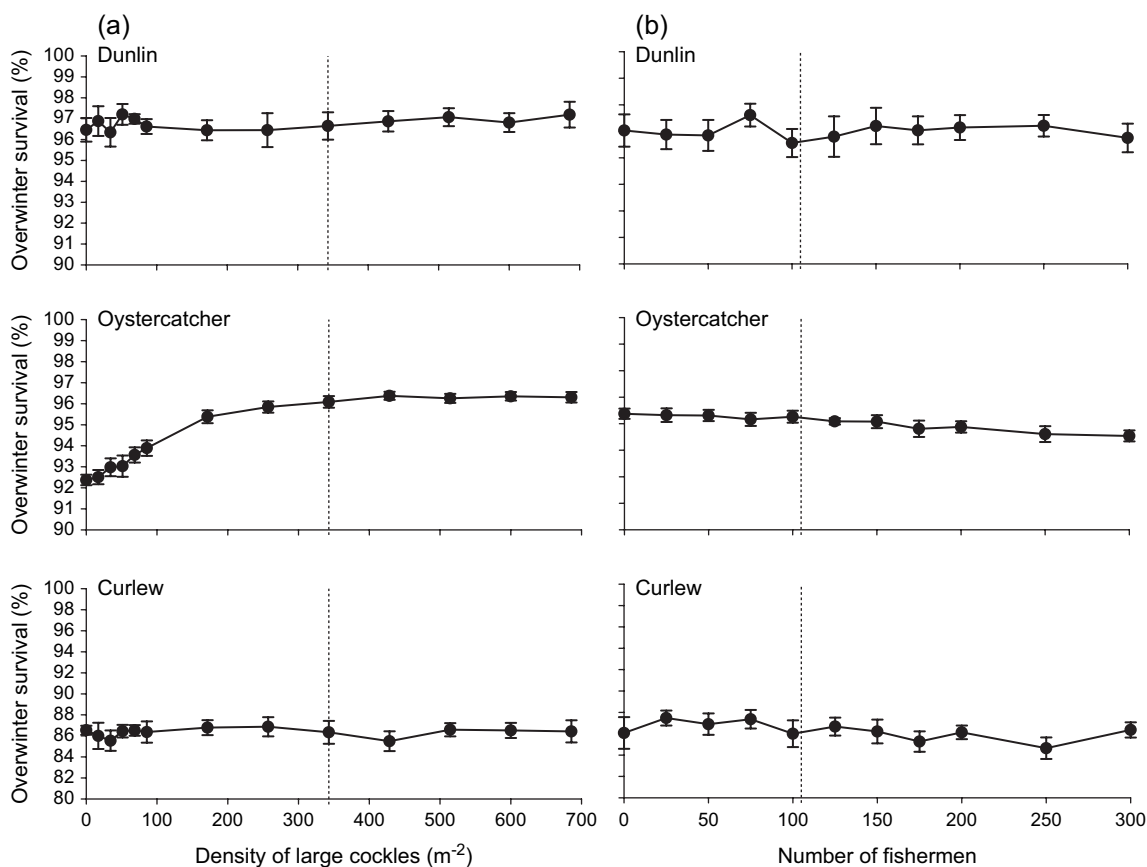 (a)
Dunlin
Overwinter survival (%)
100
99
98
97
96
95
94
93
92
91
90
Oystercatcher
Overwinter survival (%)
100
99
98
97
96
95
94
93
92
91
90
Curlew
Overwinter survival (%)
100
98
96
94
92
90
88
86
84
82
80
0 100 200 300 400 500 600 700
Density of large cockles (m⁻²)
(b)
Dunlin
Oystercatcher
Curlew
0 50 100 150 200 250 300
Number of fishermen